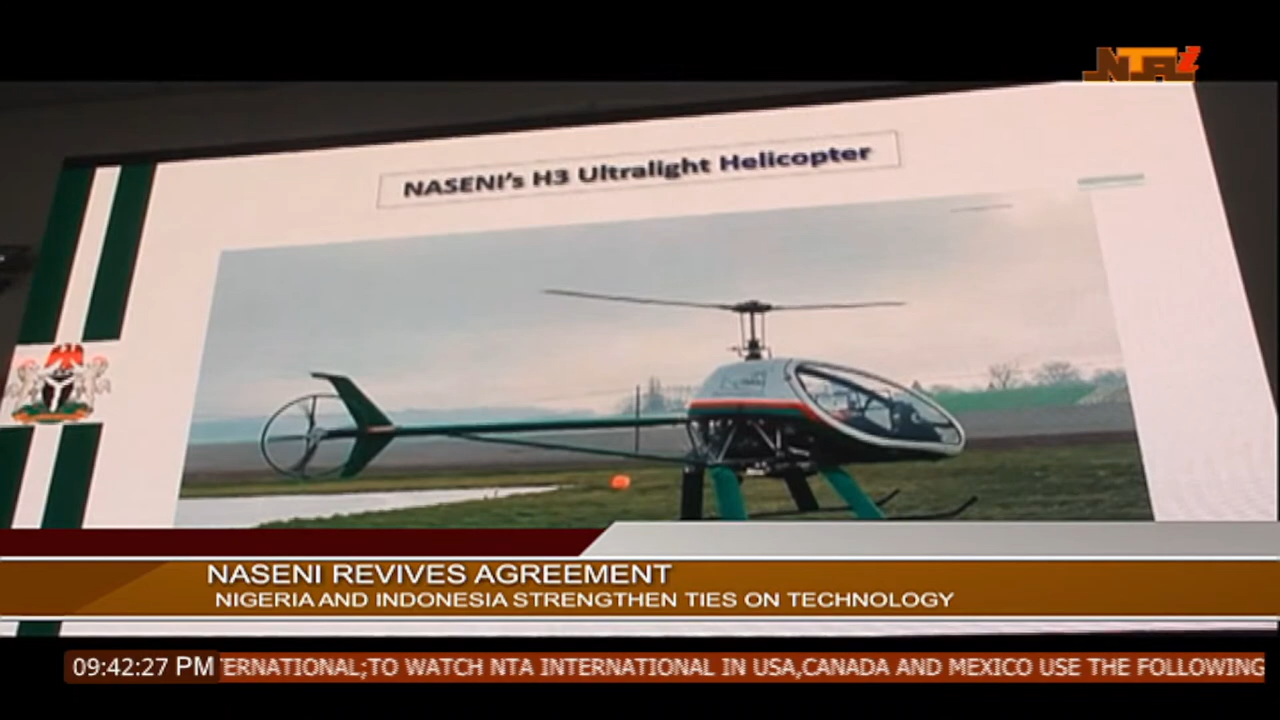 NTAi
NASENI's H3 Ultralight Helicopter
NASENI REVIVES AGREEMENT
NIGERIA AND INDONESIA STRENGTHEN TIES ON TECHNOLOGY
09:42:27 PM
ERNATIONAL;TO WATCH NTA INTERNATIONAL IN USA,CANADA AND MEXICO USE THE FOLLOWING